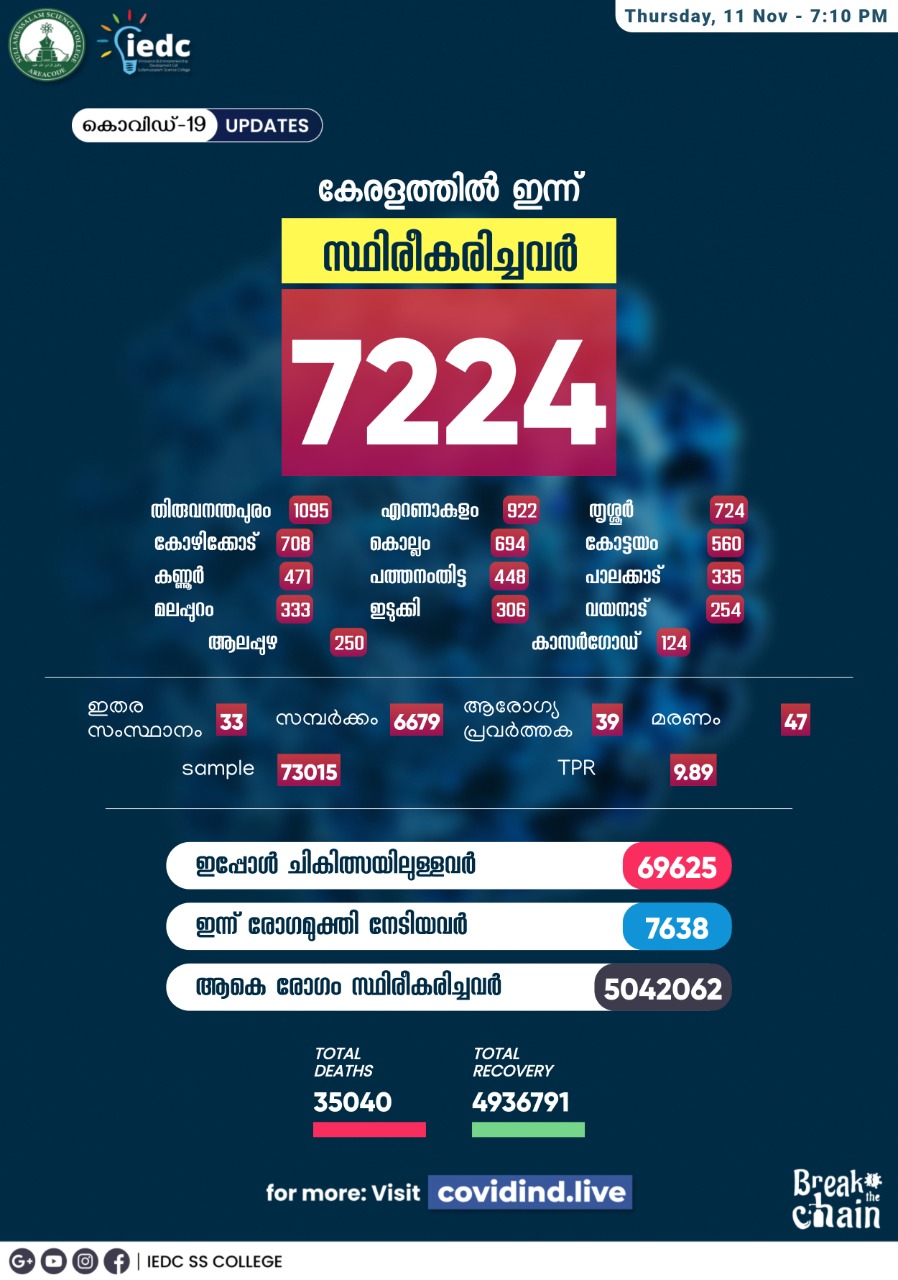 Thursday, 11 Nov - 7:10 PM
SULLAMUSSALAM SCIENCE COLLEGE
AREACODE
iedc
കൊവിഡ്-19 UPDATES
കേരളത്തിൽ ഇന്ന്
സ്ഥിരീകരിച്ചവർ
7224
തിരുവനന്തപുരം 1095 എറണാകുളം 922 തൃശ്ശൂർ 724
കോഴിക്കോട് 708 കൊല്ലം 694 കോട്ടയം 560
കണ്ണൂർ 471 പത്തനംതിട്ട 448 പാലക്കാട് 335
മലപ്പുറം 333 ഇടുക്കി 306 വയനാട് 254
ആലപ്പുഴ 250 കാസർഗോഡ് 124
ഇതര സംസ്ഥാനം 33 സമ്പർക്കം 6679 ആരോഗ്യ പ്രവർത്തക 39 മരണം 47
sample 73015 TPR 9.89
ഇപ്പോൾ ചികിത്സയിലുള്ളവർ 69625
ഇന്ന് രോഗമുക്തി നേടിയവർ 7638
ആകെ രോഗം സ്ഥിരീകരിച്ചവർ 5042062
TOTAL DEATHS
35040
TOTAL RECOVERY
4936791
for more: Visit covidind.live
Break the chain
IEDC SS COLLEGE